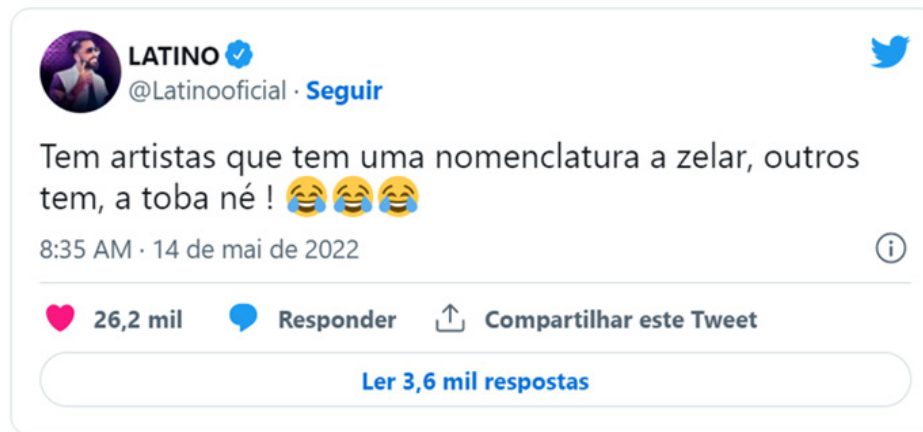 LATINO
@Latinooficial · Seguir
Tem artistas que tem uma nomenclatura a zelar, outros
tem, a toba né ! 😂😂😂
8:35 AM · 14 de mai de 2022
26,2 mil Responder Compartilhar este Tweet
Ler 3,6 mil respostas